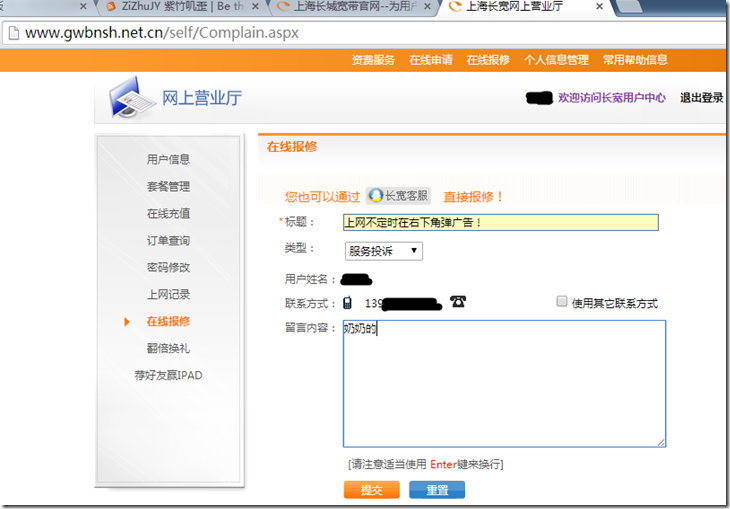 板
ZiZhuJY 紫竹叽歪 | Be th
上海长城宽带官网--为用户
上海长宽网上营业厅
www.gwbnsh.net.cn/self/Complain.aspx
资费服务 在线申请 在线报修 个人信息管理 常用帮助信息
网上营业厅
欢迎访问长宽用户中心 退出登录
用户信息
套餐管理
在线充值
订单查询
密码修改
上网记录
在线报修
翻倍换礼
荐好友赢IPAD
在线报修
您也可以通过 长宽客服 直接报修！
*标题：
上网不定时在右下角弹广告！
类型：
服务投诉
用户姓名：
联系方式： 139
使用其它联系方式
留言内容：
奶奶的
[请注意适当使用 Enter键来换行]
提交 重置